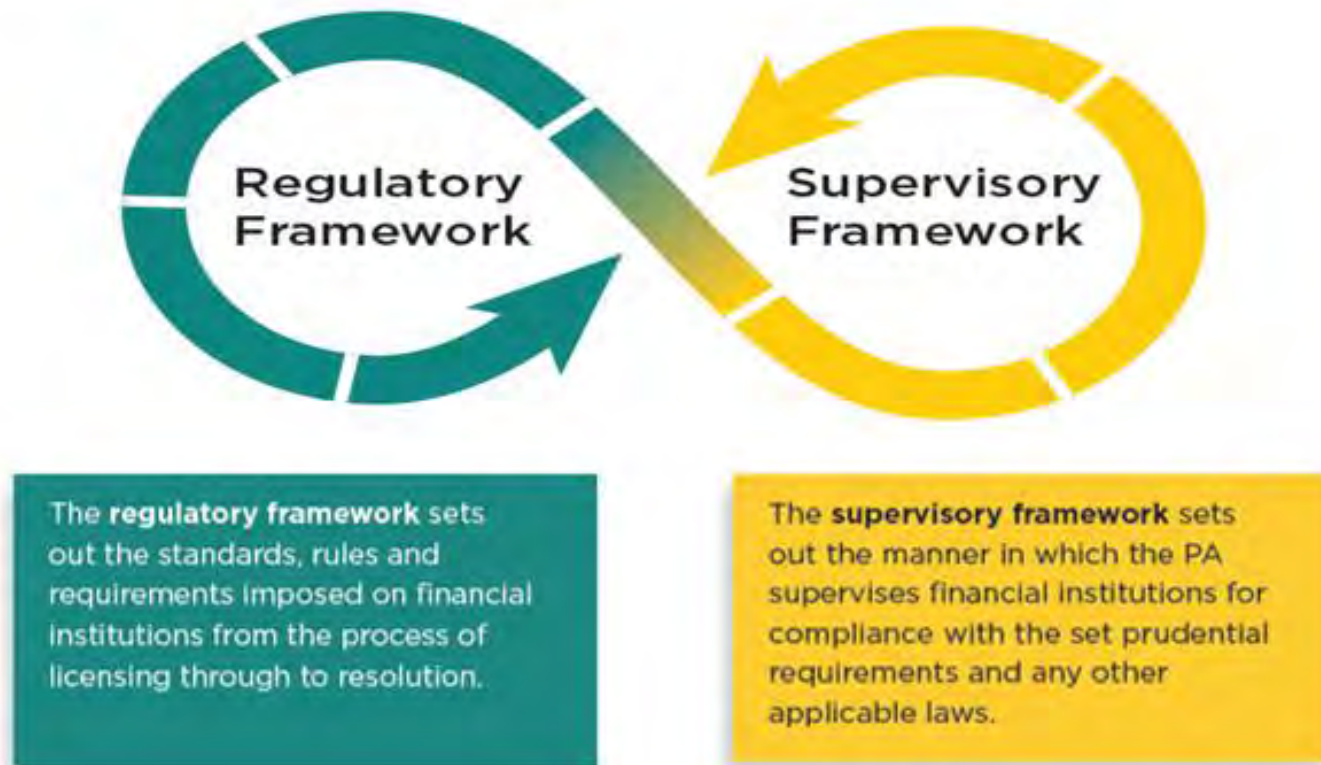 Regulatory
Framework
Supervisory
Framework
The regulatory framework sets
out the standards, rules and
requirements imposed on financial
institutions from the process of
licensing through to resolution.
The supervisory framework sets
out the manner in which the PA
supervises financial institutions for
compliance with the set prudential
requirements and any other
applicable laws.